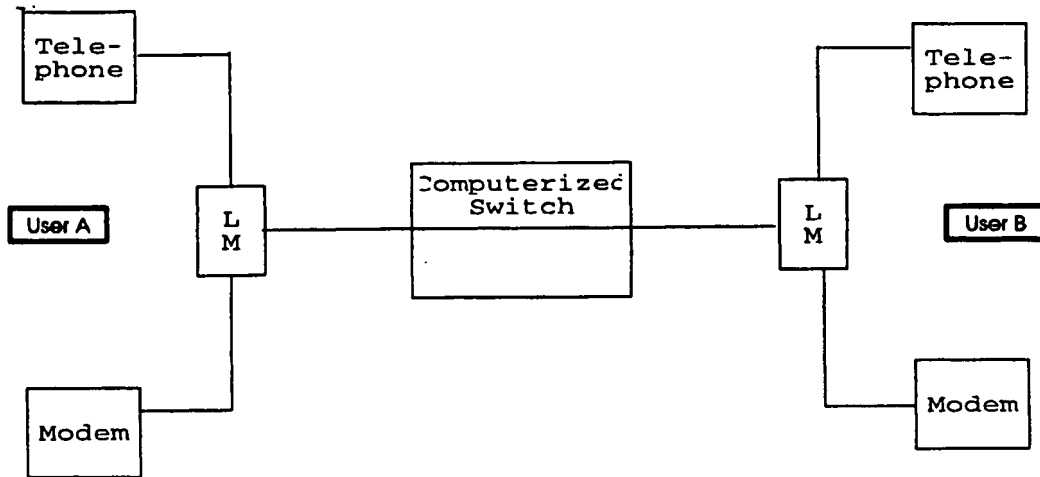 Tele-
phone
Tele-
phone
Computerized
Switch
L
M
L
M
User A
User B
Modem
Modem